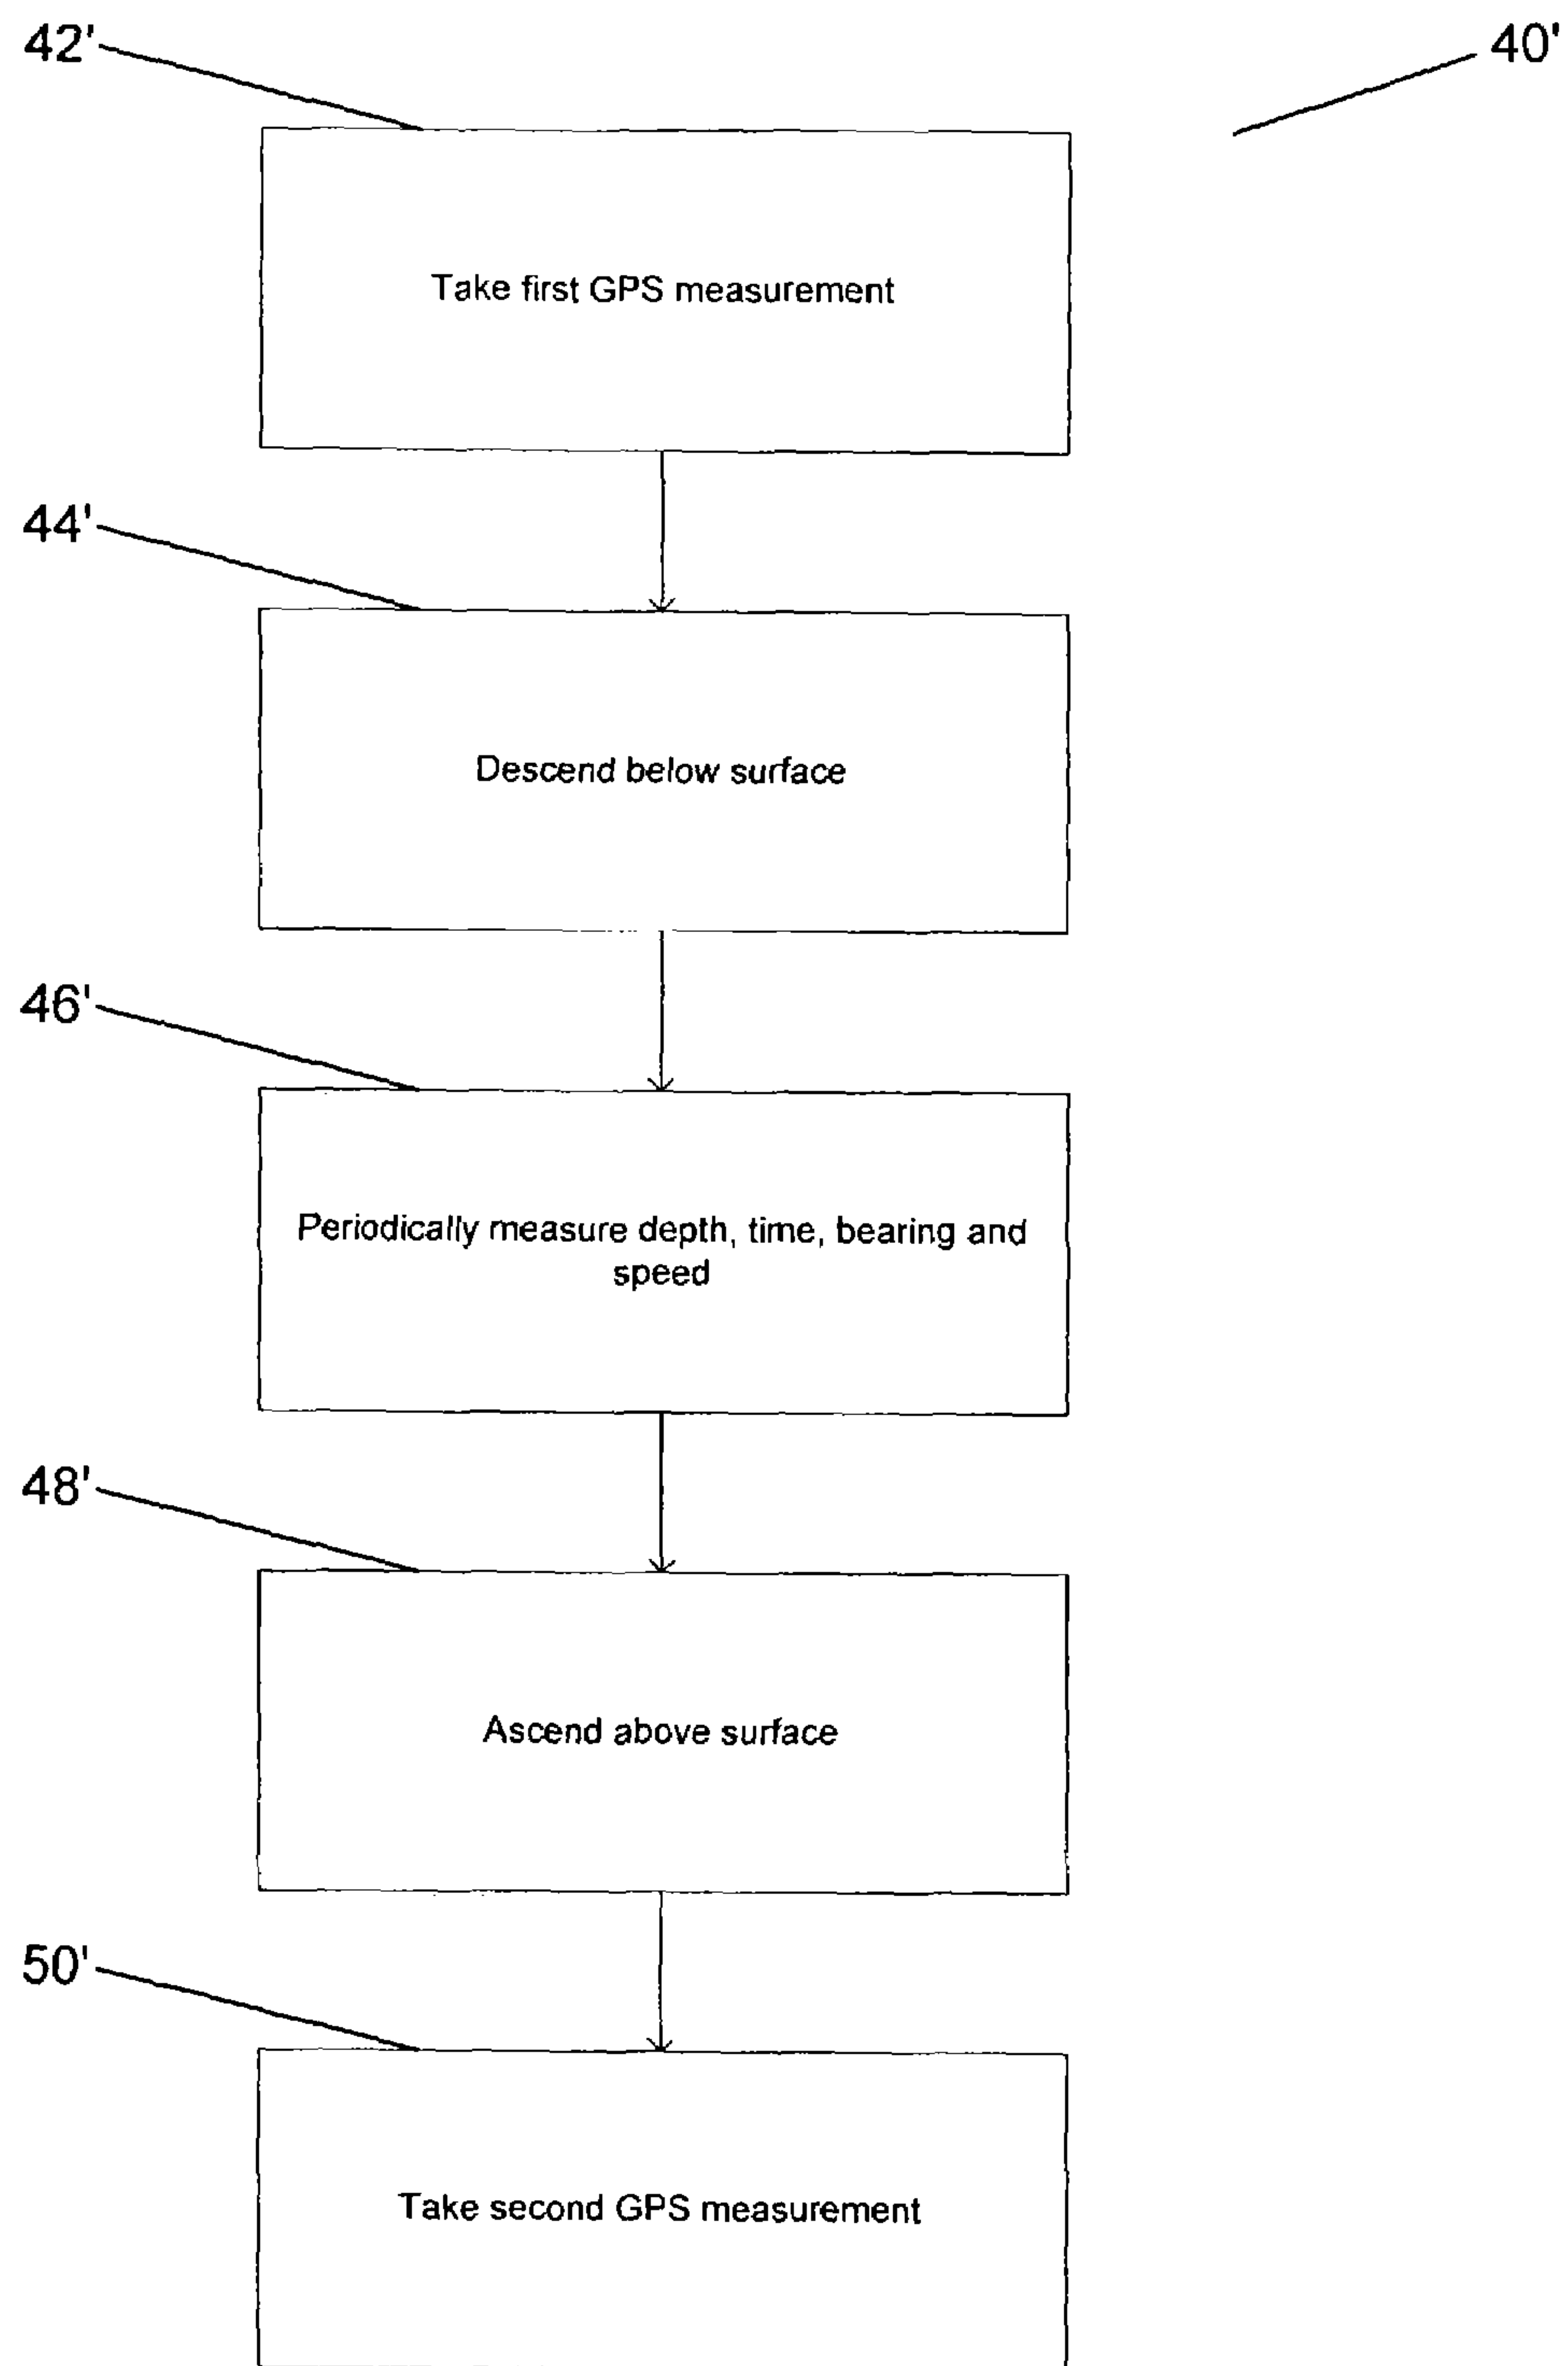 42'
40'
Take first GPS measurement
44'
Descend below surface
46'
Periodically measure depth, time, bearing and
speed
48'
Ascend above surface
50'
Take second GPS measurement